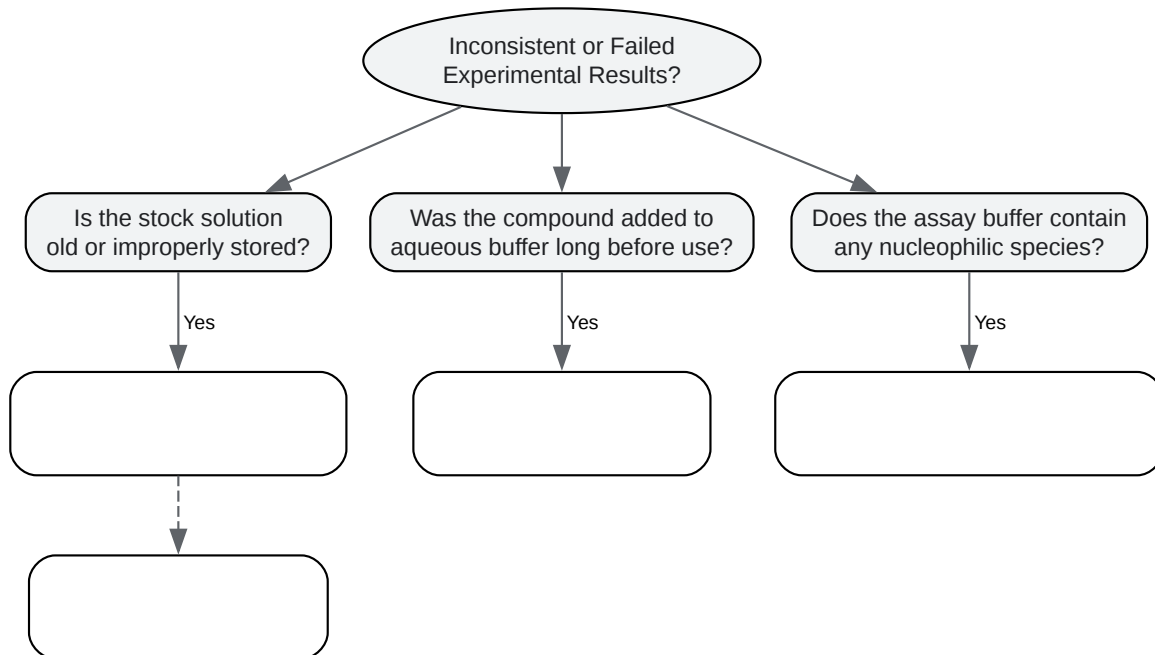 Inconsistent or Failed
Experimental Results?
Is the stock solution
old or improperly stored?
Was the compound added to
aqueous buffer long before use?
Does the assay buffer contain
any nucleophilic species?
Yes
Yes
Yes